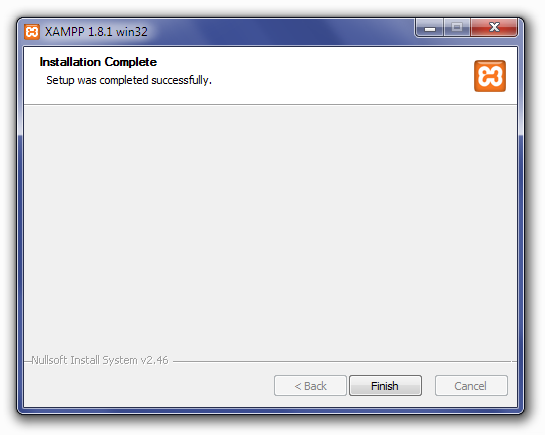 XAMPP 1.8.1 win32
Installation Complete
Setup was completed successfully.
Nullsoft Install System v2.46
< Back
Finish
Cancel